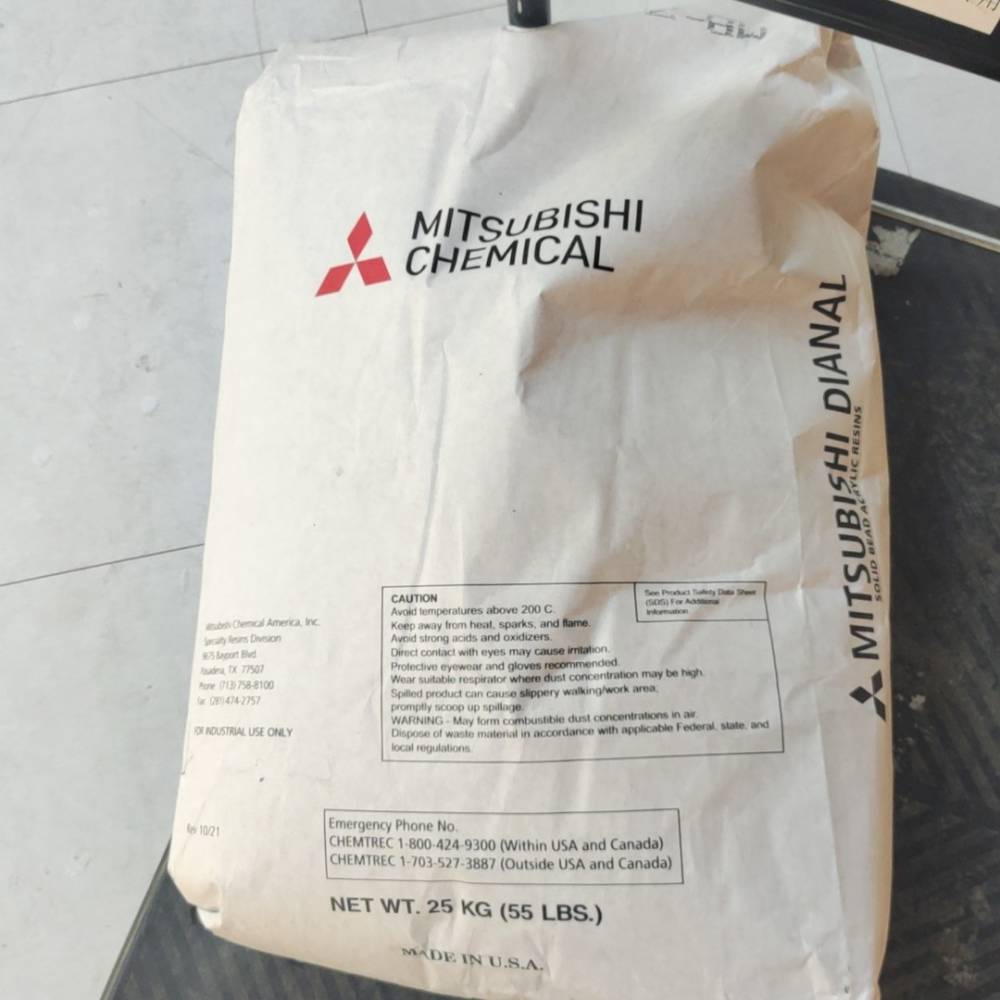 MITSUBISHI
CHEMICAL
MITSUBISHI DIANAL
SOLID BEAD ACRYLIC RESINS
CAUTION
Avoid temperatures above 200 C.
Keep away from heat, sparks, and flame.
Avoid strong acids and oxidizers.
Direct contact with eyes may cause irritation.
Protective eyewear and gloves recommended.
Wear suitable respirator where dust concentration may be high.
Spilled product can cause slippery walking/work area,
promptly scoop up spillage.
WARNING - May form combustible dust concentrations in air.
Dispose of waste material in accordance with applicable Federal, state, and
local regulations.
See Product Safety Data Sheet
(SDS) For Additional
Information
Mitsubishi Chemical America, Inc.
Specialty Resins Division
9675 Bayport Blvd.
Pasadena, TX 77507
Phone (713) 758-8100
Fax (281) 474-2757
FOR INDUSTRIAL USE ONLY
Rev 10/21
Emergency Phone No.
CHEMTREC 1-800-424-9300 (Within USA and Canada)
CHEMTREC 1-703-527-3887 (Outside USA and Canada)
NET WT. 25 KG (55 LBS.)
MADE IN U.S.A.